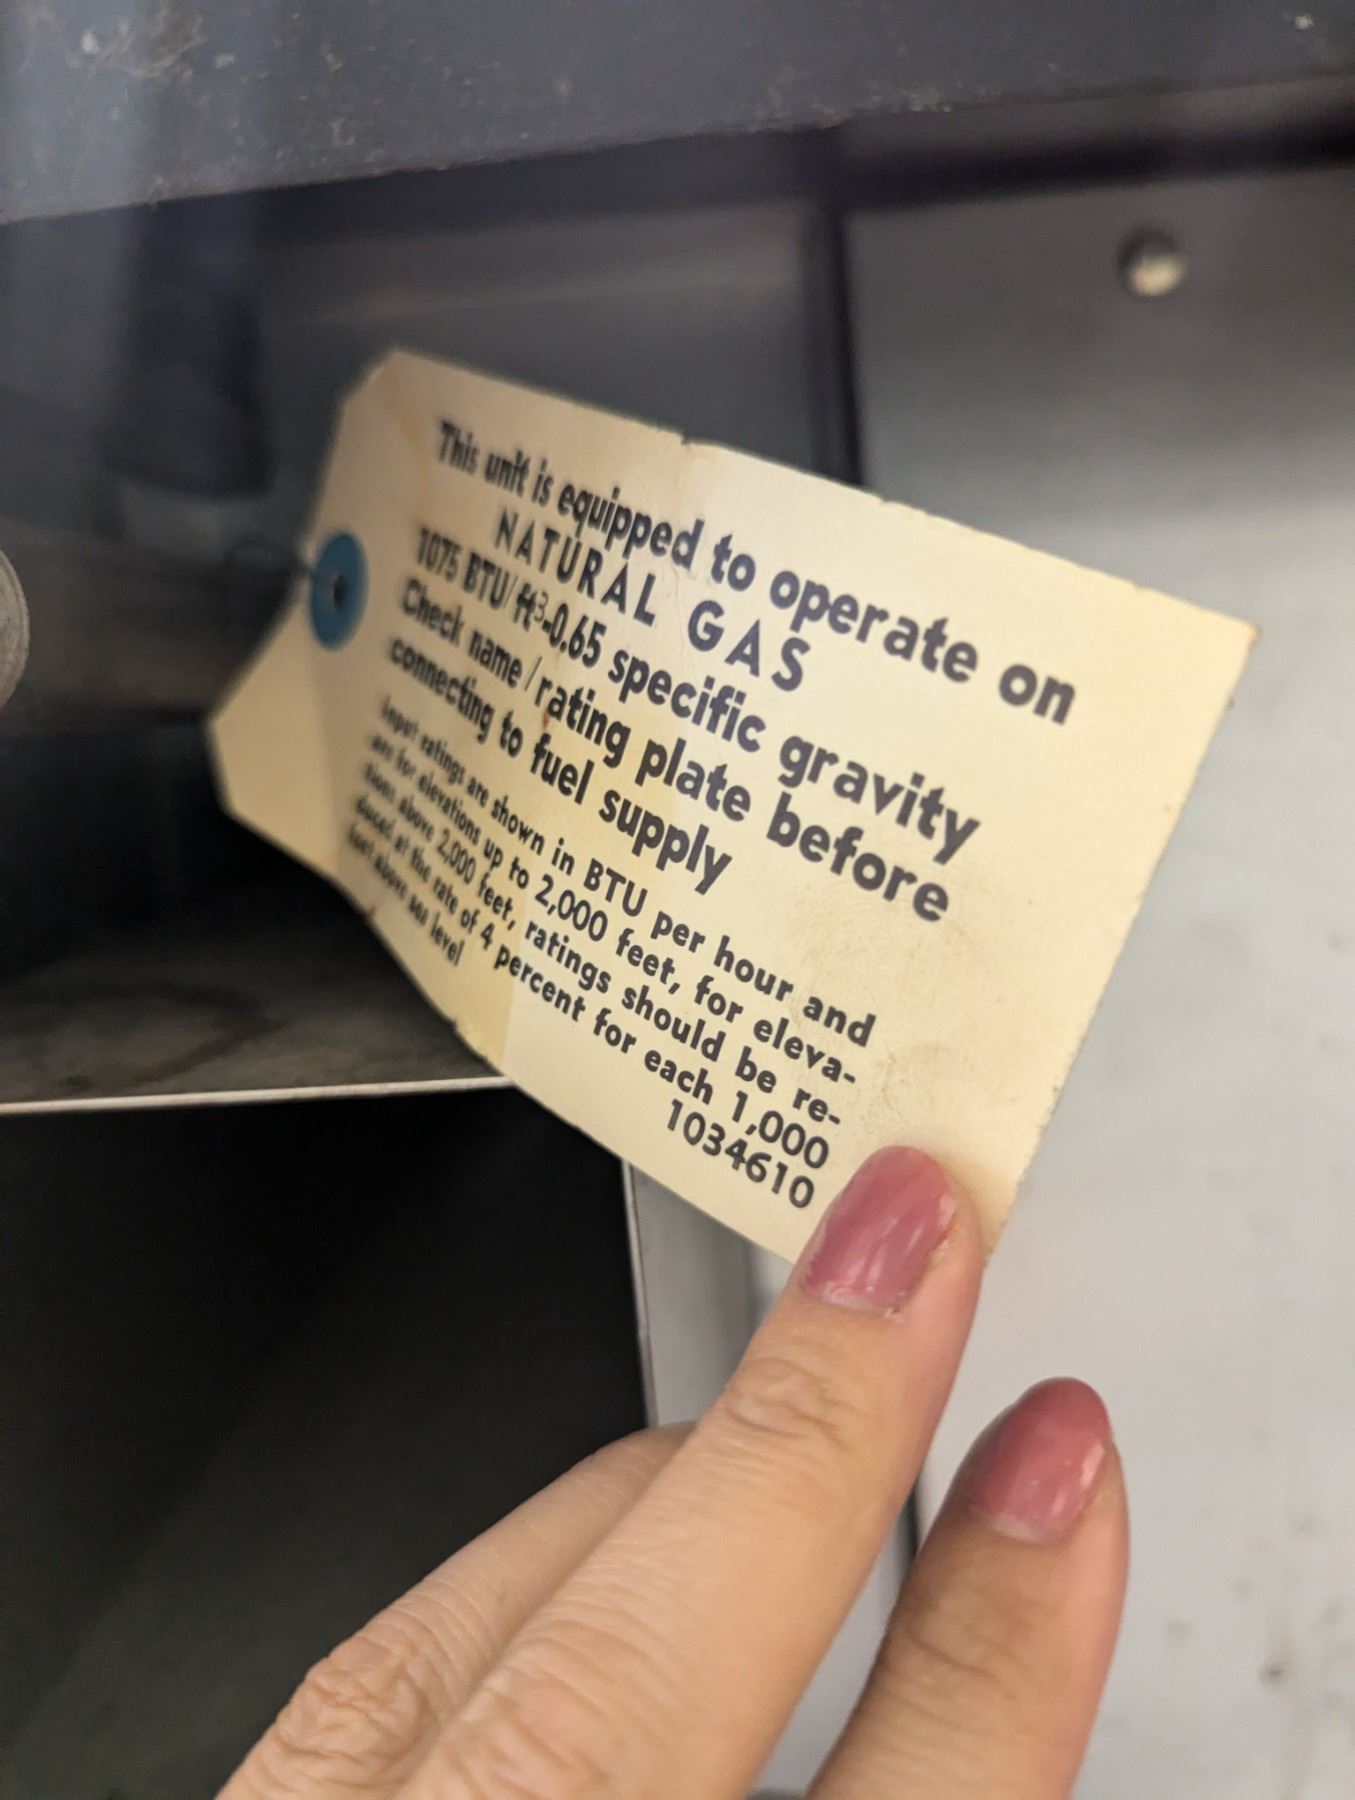 This unit is equipped to operate on
NATURAL GAS
1075 BTU/ft³-0.65 specific gravity
Check name/rating plate before
connecting to fuel supply
Input ratings are shown in BTU per hour and
are for elevations up to 2,000 feet, for eleva-
tions above 2,000 feet, ratings should be re-
duced at the rate of 4 percent for each 1,000
feet above sea level 1034610